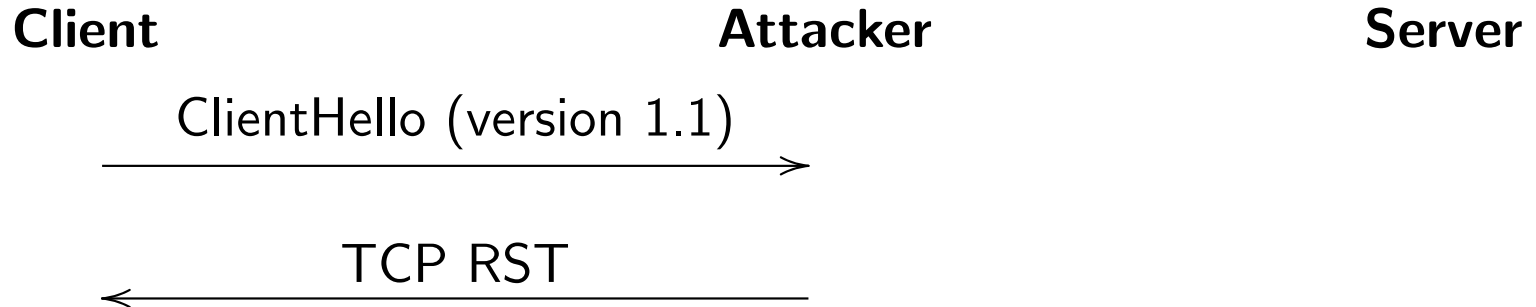 Client Attacker Server
ClientHello (version 1.1)
TCP RST